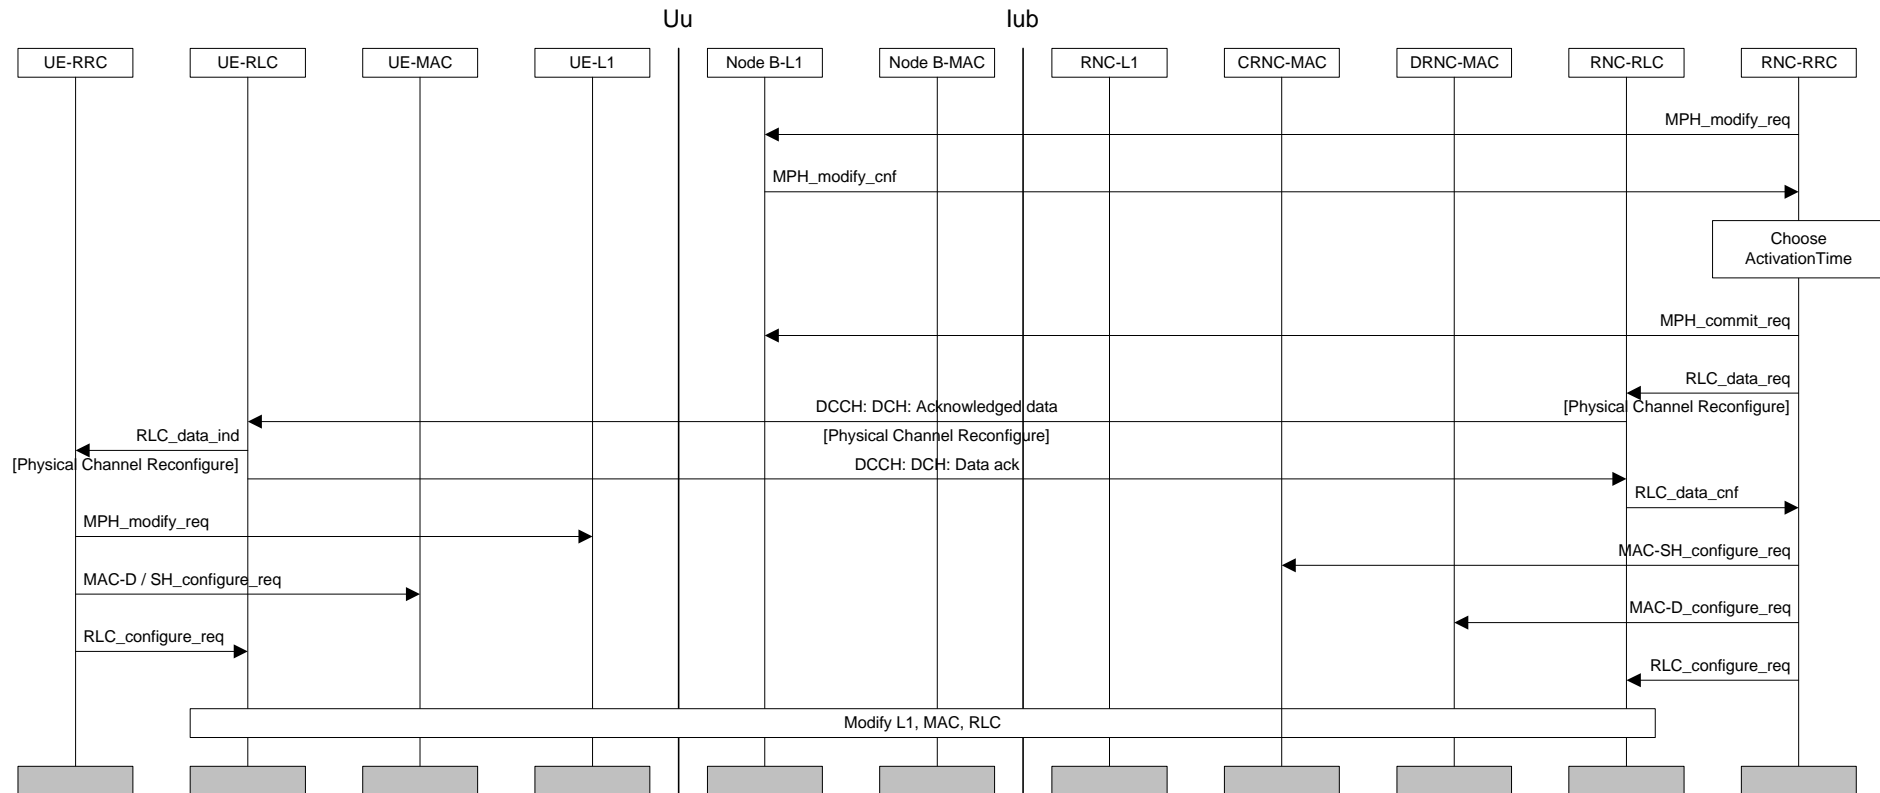 Uu
Iub
UE-RRC
UE-RLC
UE-MAC
UE-L1
Node B-L1
Node B-MAC
RNC-L1
CRNC-MAC
DRNC-MAC
RNC-RLC
RNC-RRC
MPH_modify_req
MPH_modify_cnf
Choose
ActivationTime
MPH_commit_req
RLC_data_req
[Physical Channel Reconfigure]
DCCH: DCH: Acknowledged data
[Physical Channel Reconfigure]
RLC_data_ind
[Physical Channel Reconfigure]
DCCH: DCH: Data ack
RLC_data_cnf
MPH_modify_req
MAC-SH_configure_req
MAC-D / SH_configure_req
MAC-D_configure_req
RLC_configure_req
RLC_configure_req
Modify L1, MAC, RLC